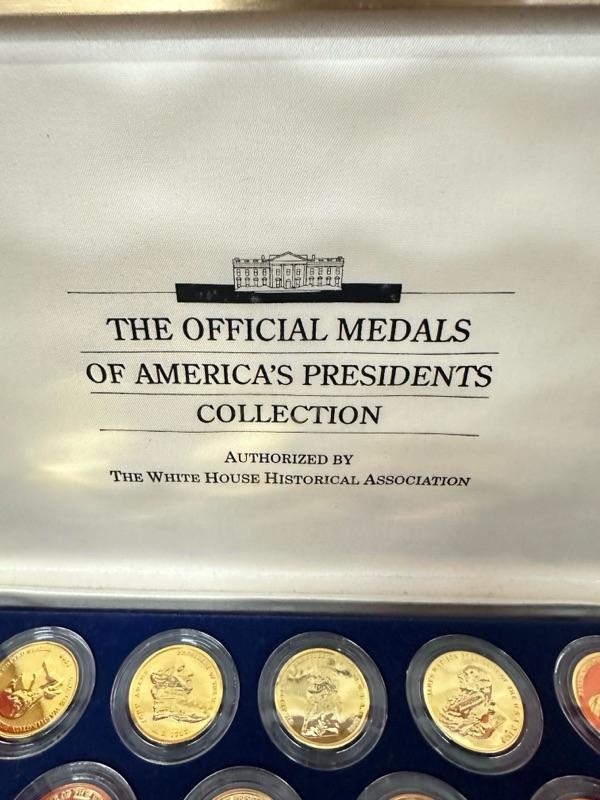 THE OFFICIAL MEDALS
OF AMERICA'S PRESIDENTS
COLLECTION
AUTHORIZED BY
THE WHITE HOUSE HISTORICAL ASSOCIATION